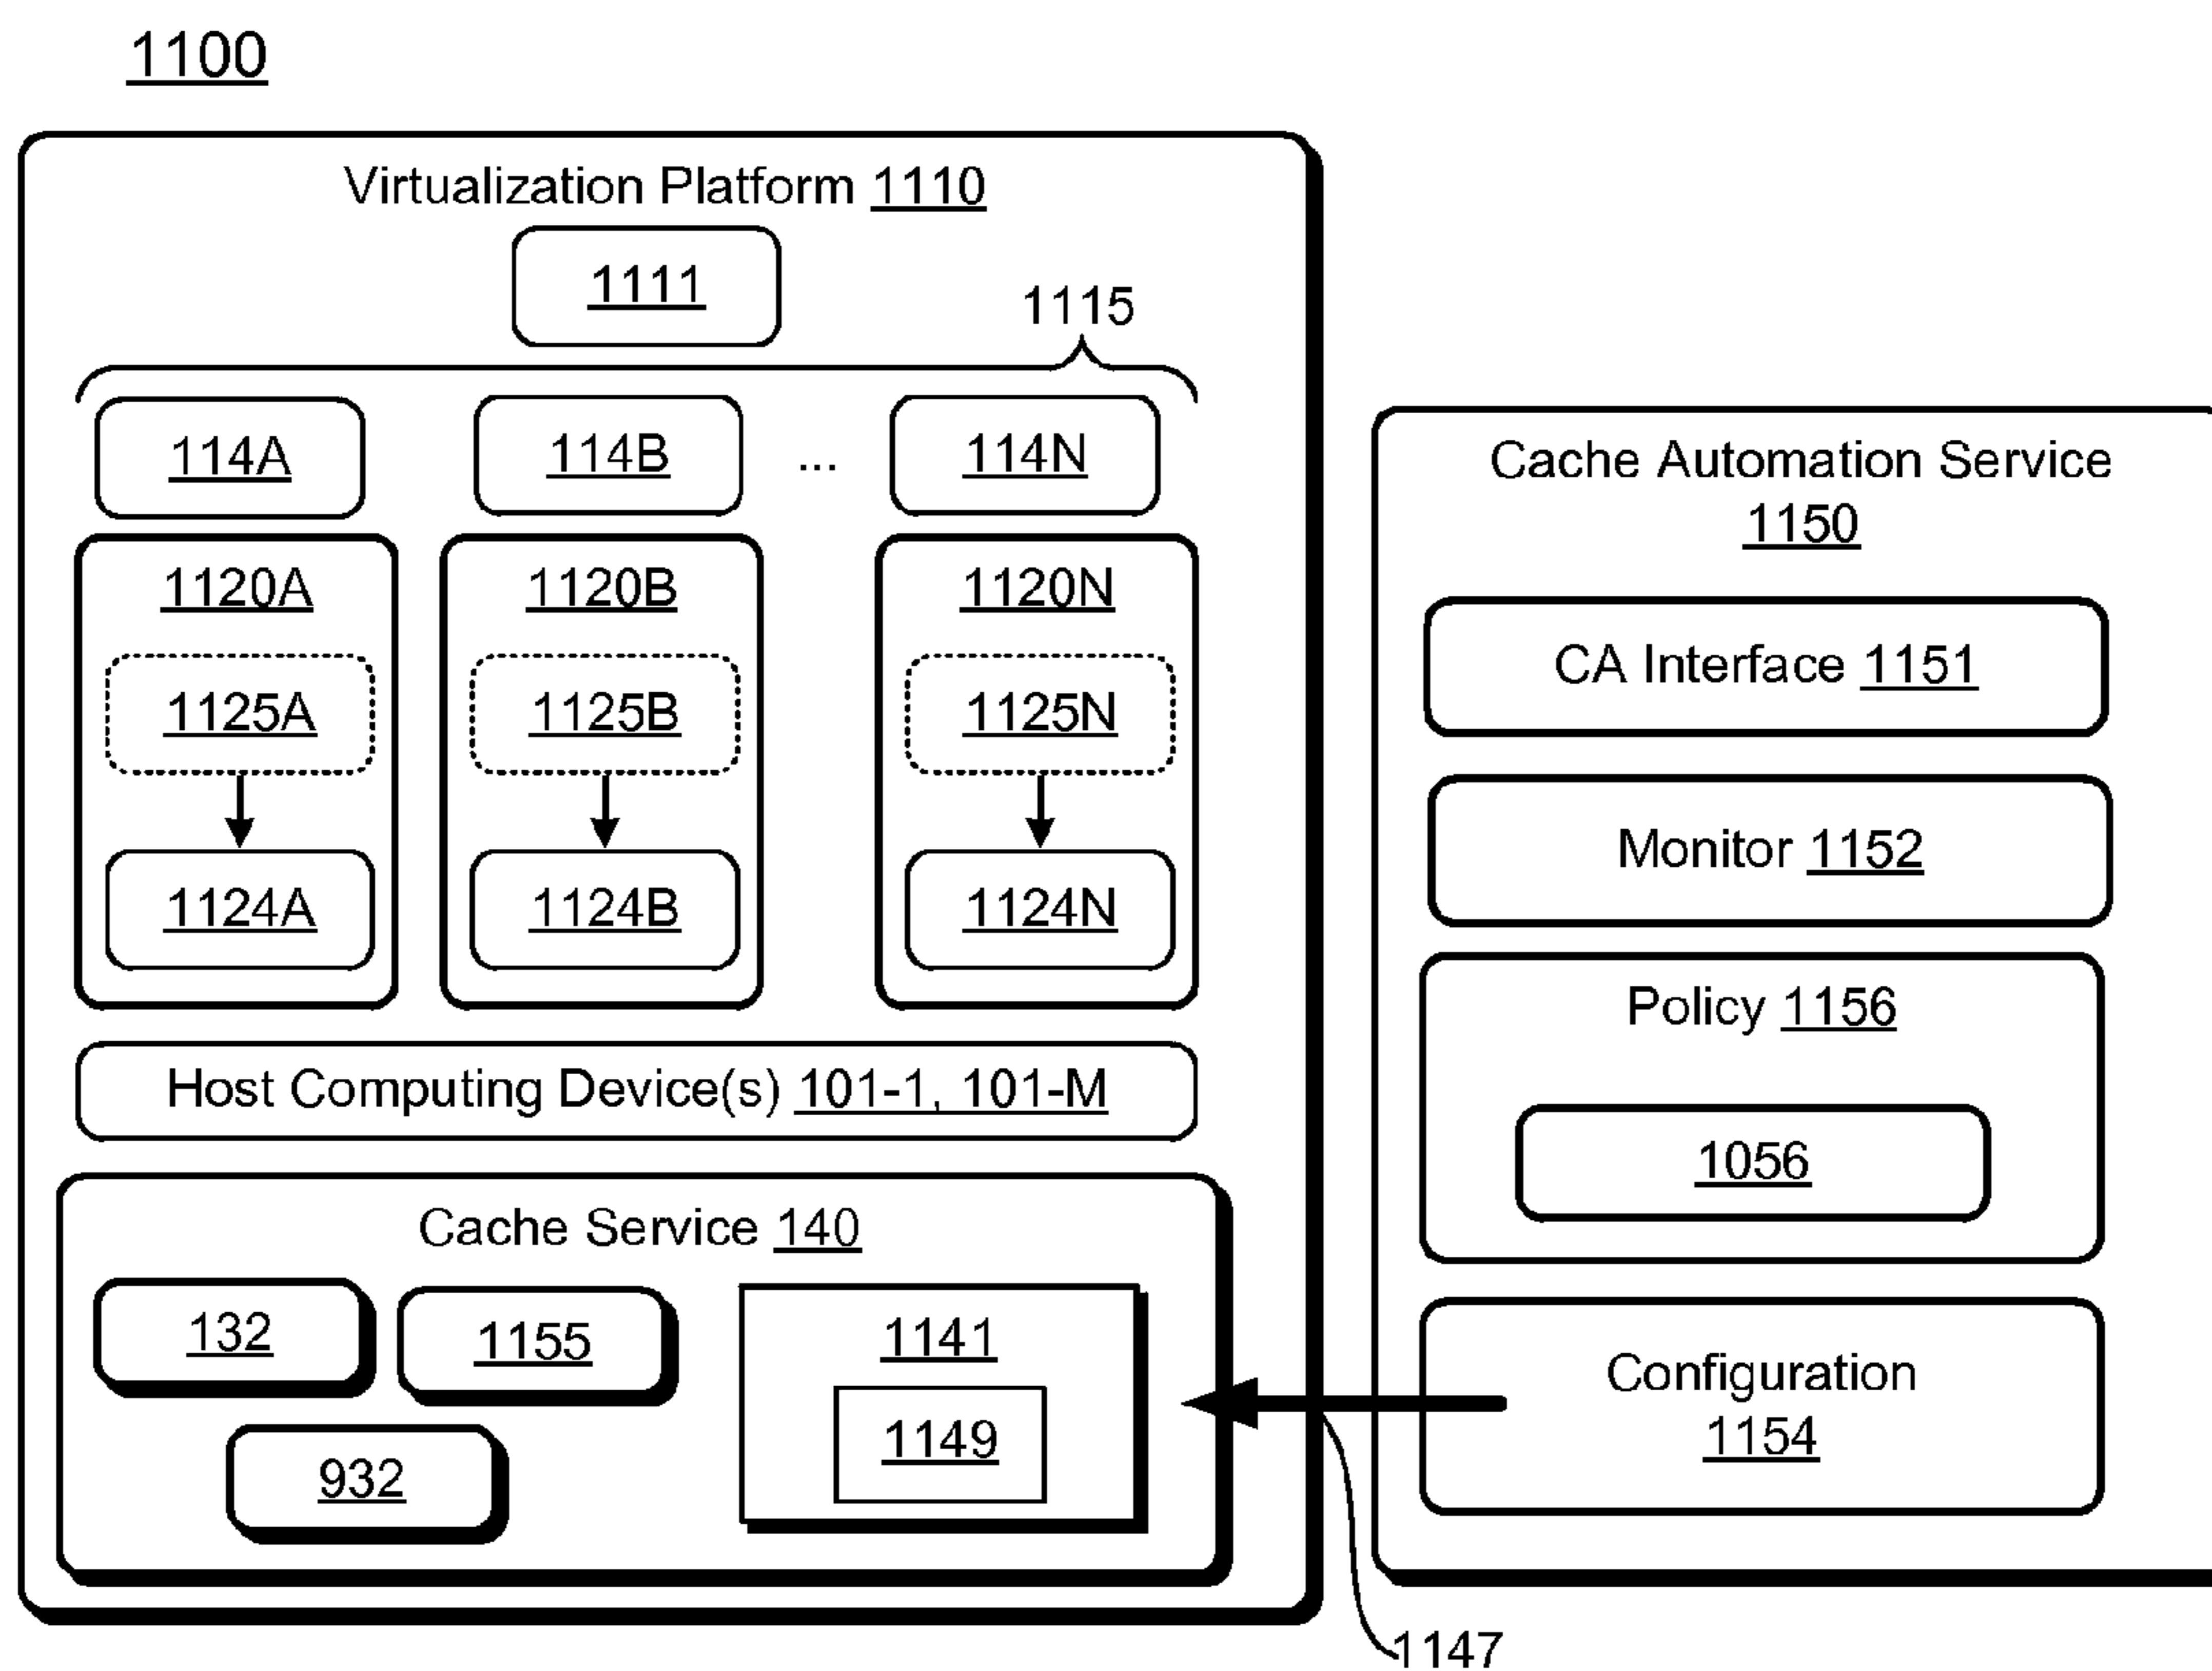 1100
Virtualization Platform 1110
1111
1115
114A
114B
...
114N
1120A
1120B
1120N
1125A
1125B
1125N
1124A
1124B
1124N
Host Computing Device(s) 101-1, 101-M
Cache Service 140
132
1155
932
1141
1149
Cache Automation Service
1150
CA Interface 1151
Monitor 1152
Policy 1156
1056
Configuration
1154
1147